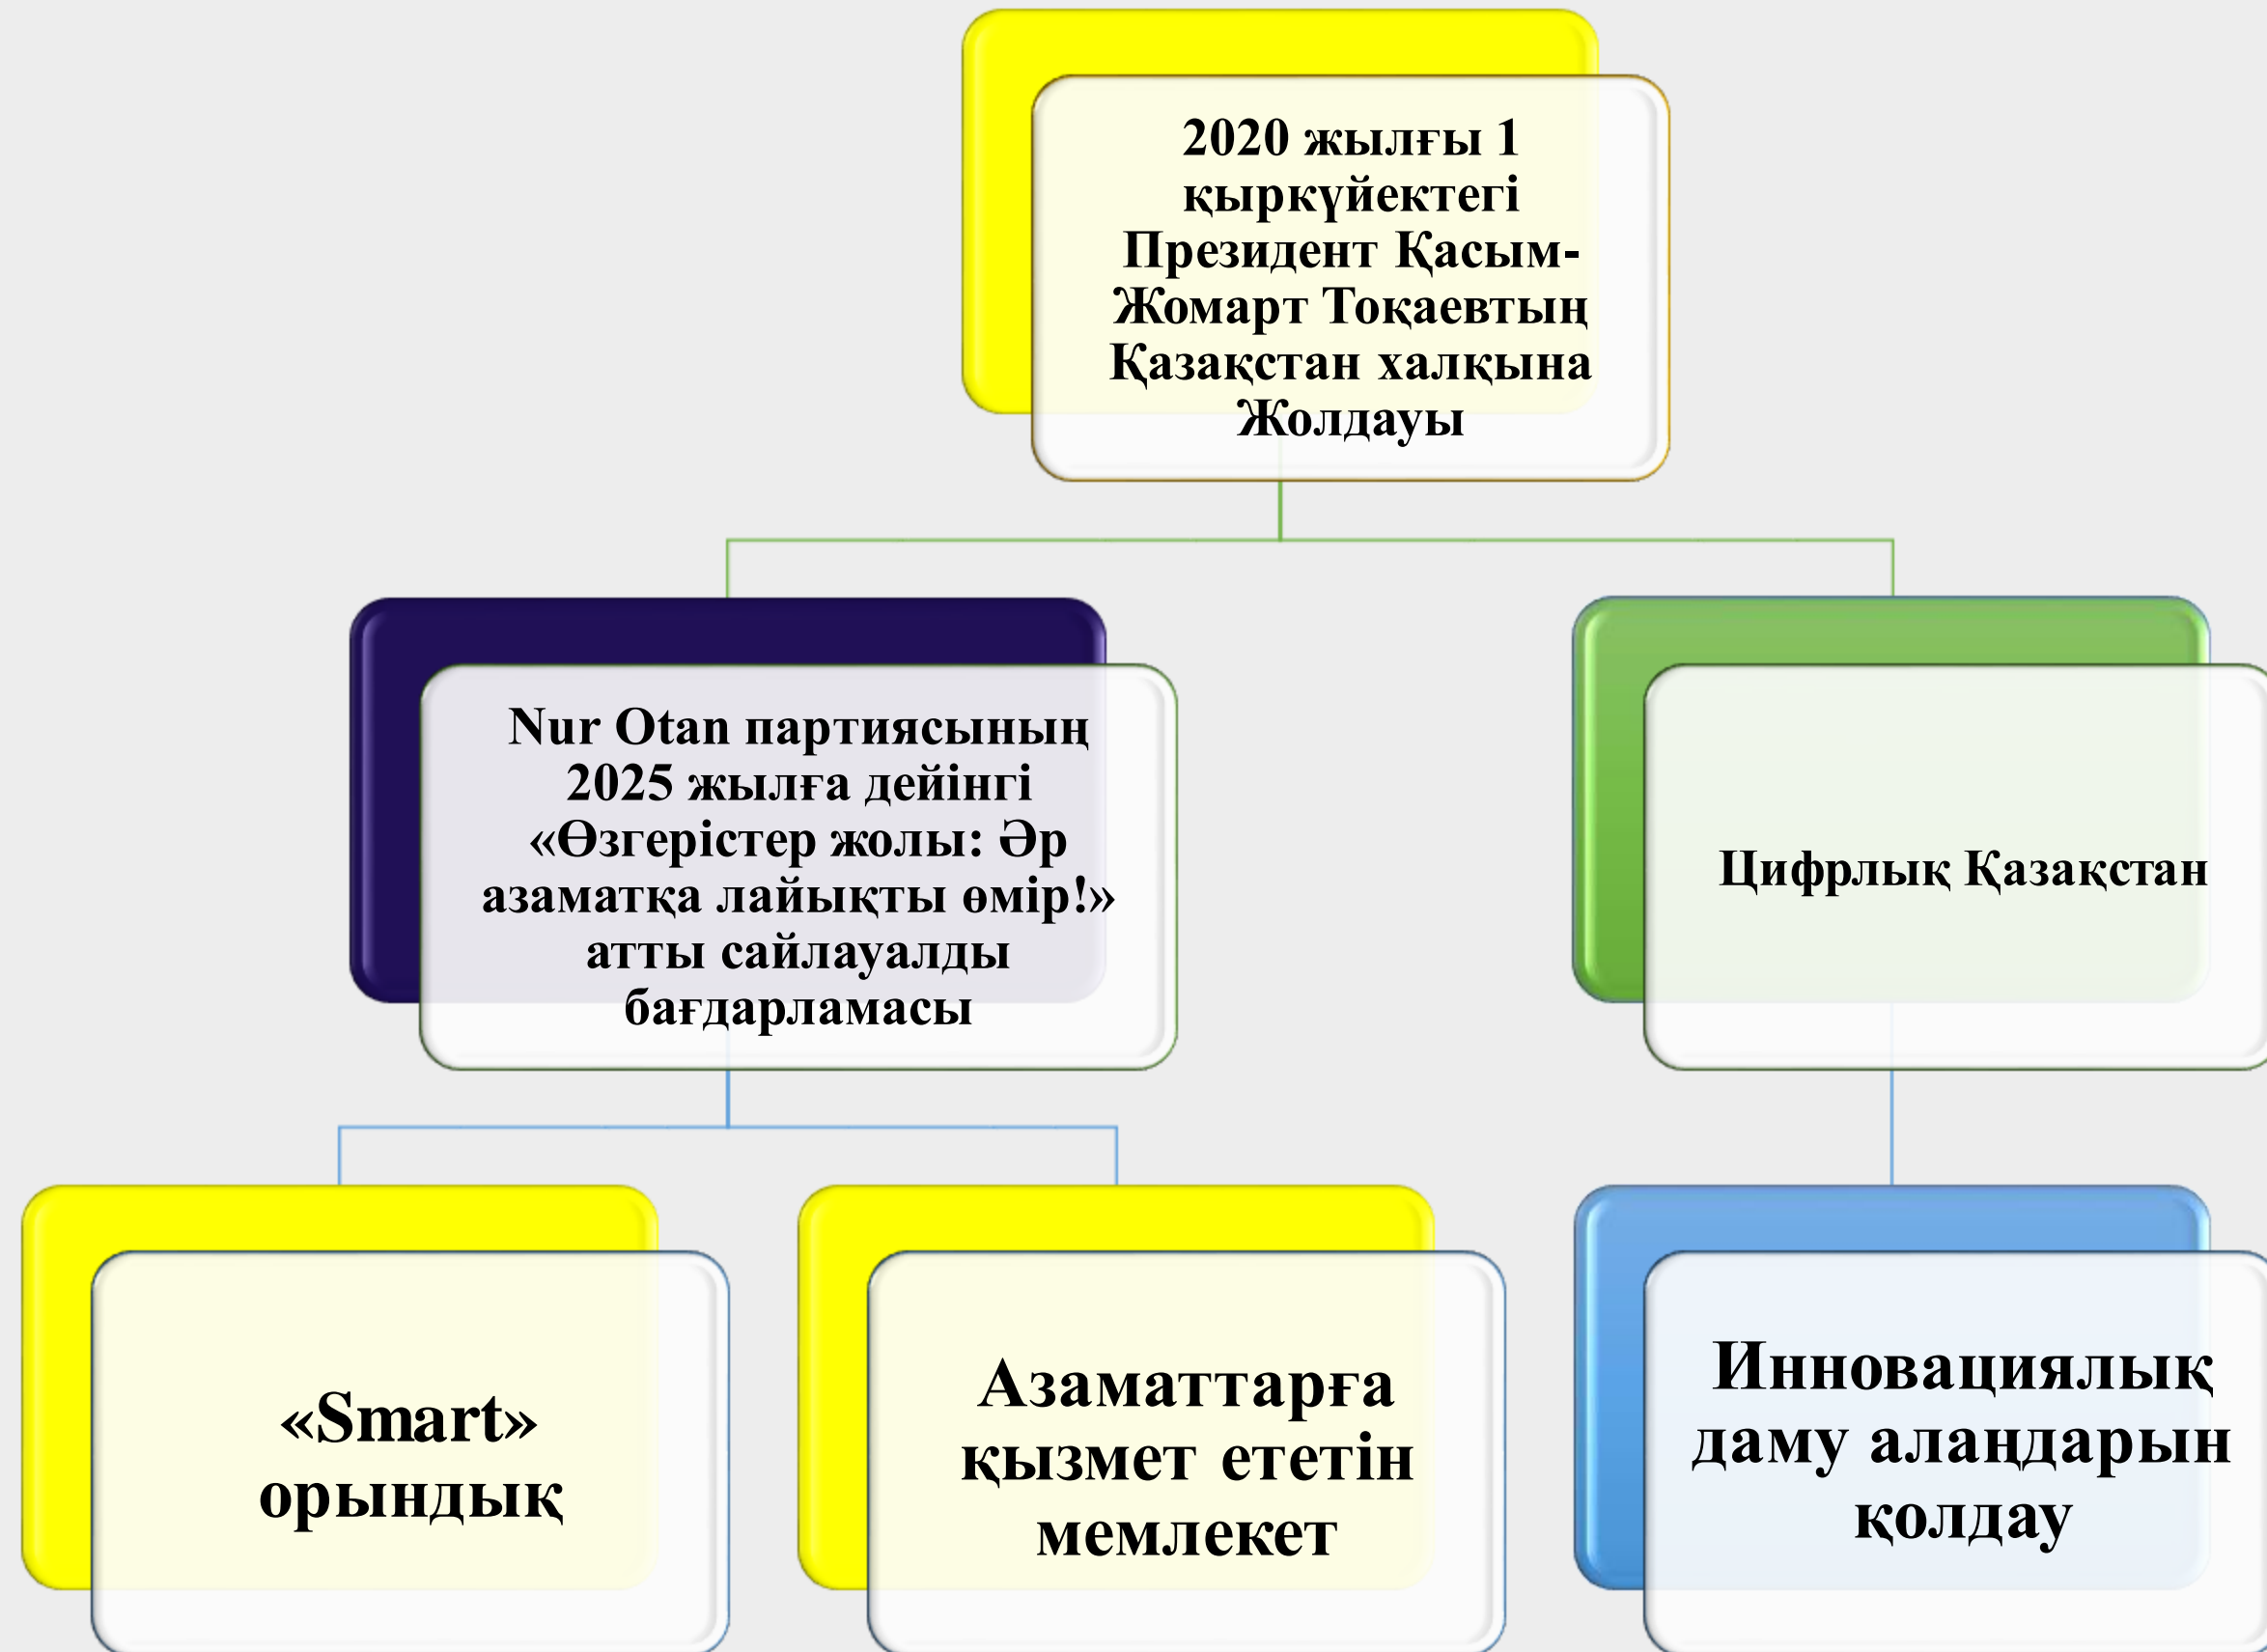 2020 жылғы 1
қыркүйектегі
Президент Қасым-
Жомарт Тоқаевтың
Қазақстан халқына
Жолдауы
Nur Otan партиясының
2025 жылға дейінгі
«Өзгерістер жолы: Әр
азаматқа лайықты өмір!»
атты сайлауалды
бағдарламасы
Цифрлық Қазақстан
«Smart»
орындық
Азаматтарға
қызмет ететін
мемлекет
Инновациялық
даму алаңдарын
қолдау